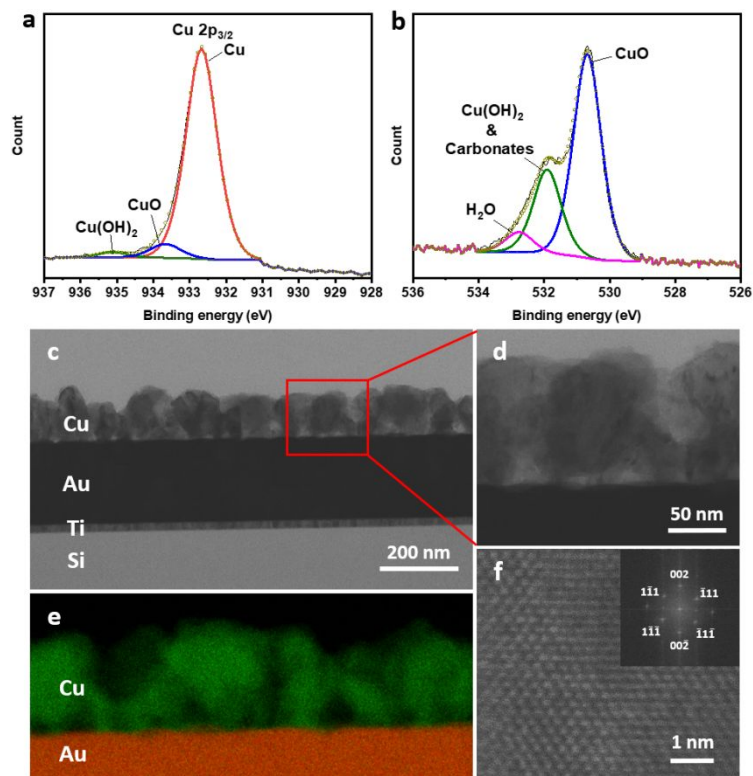 a
Cu 2p3/2
Cu
CuO
Cu(OH)2
Count
937 936 935 934 933 932 931 930 929 928
Binding energy (eV)
b
CuO
Cu(OH)2
&
Carbonates
H2O
Count
536 534 532 530 528 526
Binding energy (eV)
c
Cu
Au
Ti
Si
200 nm
d
50 nm
e
Cu
Au
f
002
11̄1 1̄11
11̄1̄ 1̄11̄
002̄
1 nm